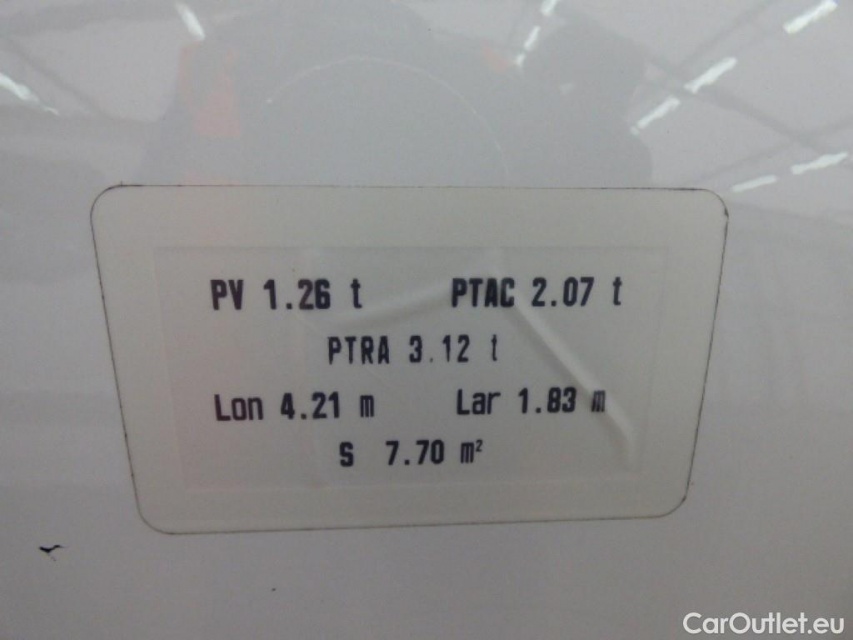 PV 1.26 t PTAC 2.07 t
PTRA 3.12 t
Lon 4.21 m Lar 1.83 m
S 7.70 m²
CarOutlet.eu